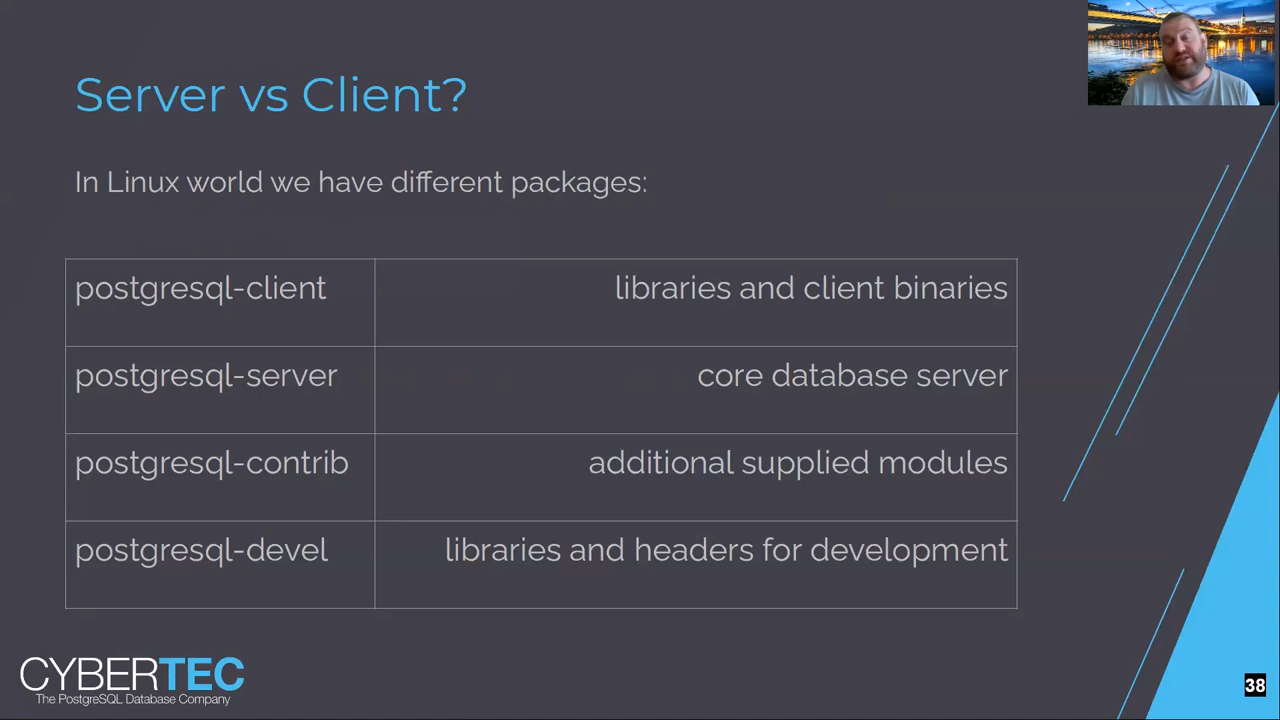 Server vs Client?
In Linux world we have different packages:
postgresql-client libraries and client binaries
postgresql-server core database server
postgresql-contrib additional supplied modules
postgresql-devel libraries and headers for development
CYBERTEC
The PostgreSQL Database Company
38